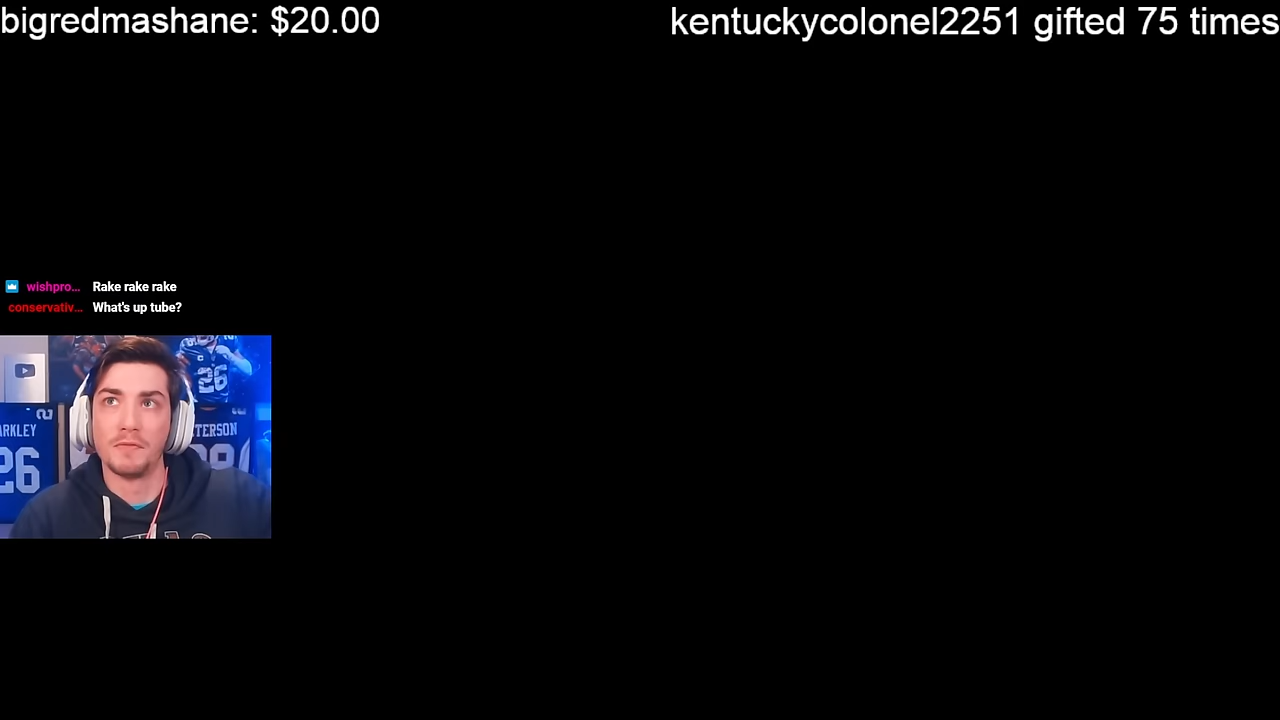 bigredmashane: $20.00
kentuckycolonel2251 gifted 75 times
wishpro... Rake rake rake
conservativ... What's up tube?
26
ARKLEY
26
TERSON